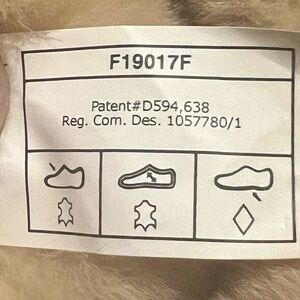 F19017F
Patent#D594,638
Reg. Com. Des. 1057780/1